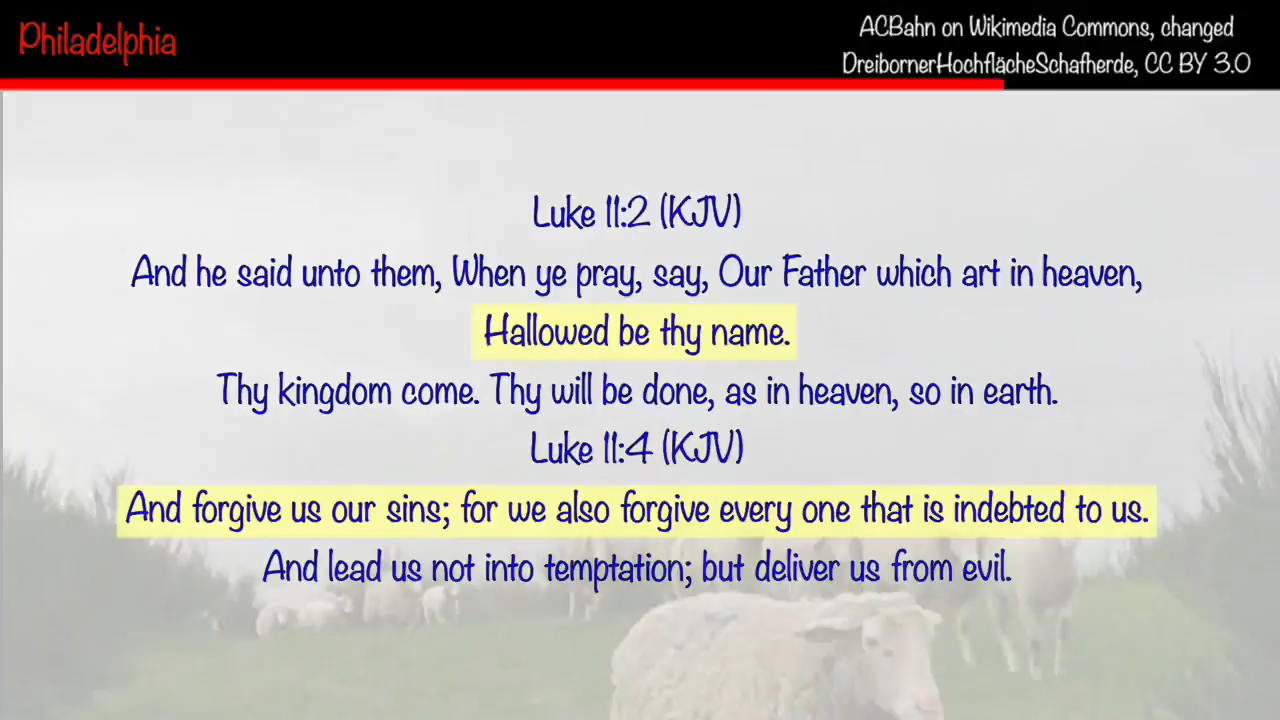 Philadelphia
ACBahn on Wikimedia Commons, changed
DreibornerHochflächeSchafherde, CC BY 3.0
Luke 11:2 (KJV)
And he said unto them, When ye pray, say, Our Father which art in heaven,
Hallowed be thy name.
Thy kingdom come. Thy will be done, as in heaven, so in earth.
Luke 11:4 (KJV)
And forgive us our sins; for we also forgive every one that is indebted to us.
And lead us not into temptation; but deliver us from evil.